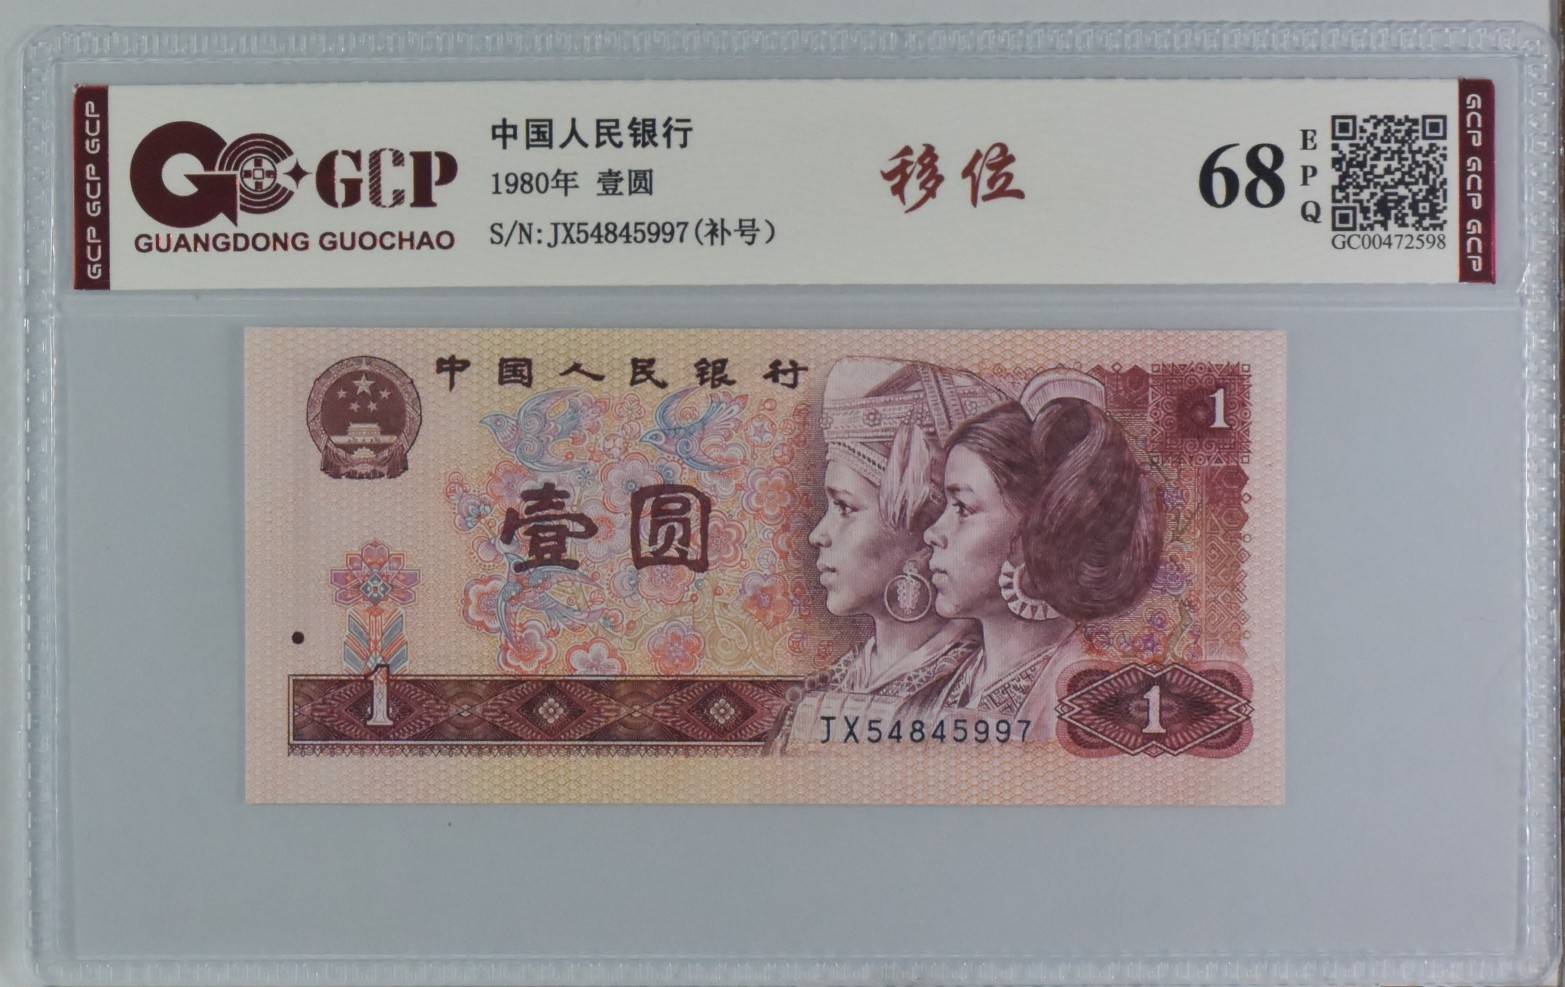 GCP GCP GCP
GCP
GUANGDONG GUOCHAO
中国人民银行
1980年 壹圆
S/N:JX54845997(补号)
移位
68
EPQ
GC00472598
GCP GCP GCP
中国人民银行
1
壹圆
1
JX54845997
1